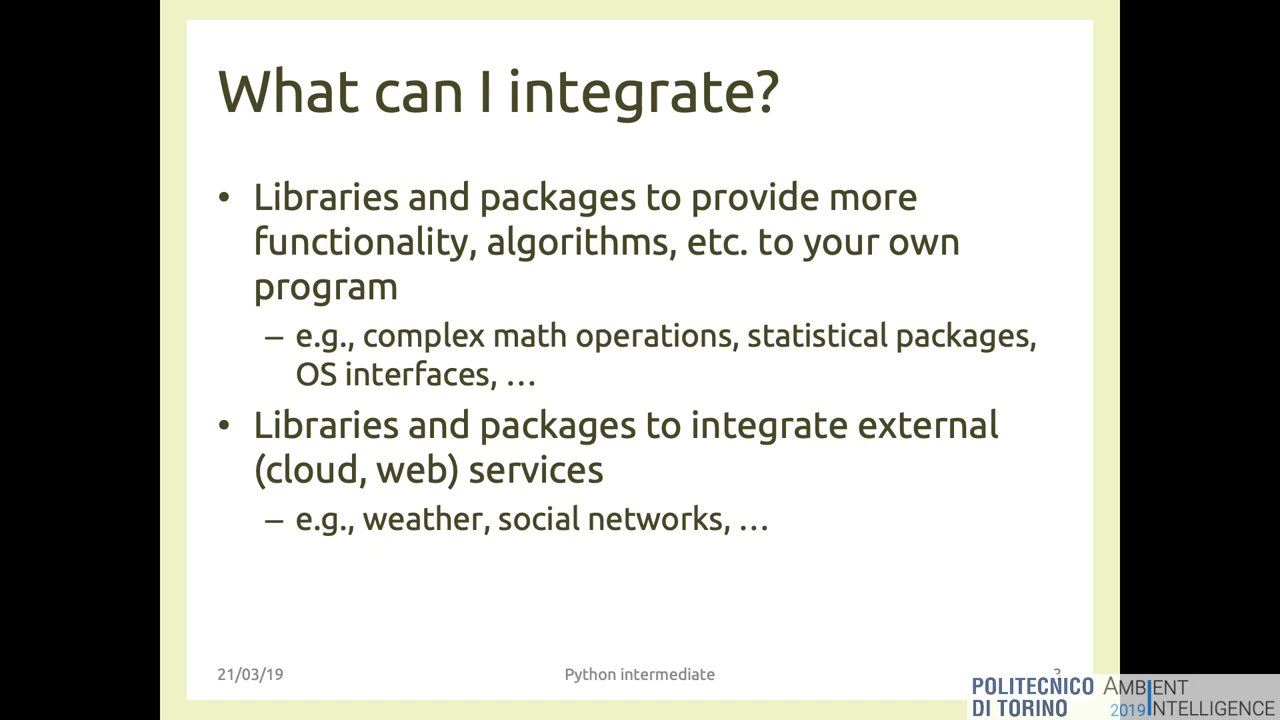 What can I integrate?
• Libraries and packages to provide more
functionality, algorithms, etc. to your own
program
– e.g., complex math operations, statistical packages,
OS interfaces, …
• Libraries and packages to integrate external
(cloud, web) services
– e.g., weather, social networks, …
21/03/19
Python intermediate
3
POLITECNICO
DI TORINO
AMBIENT
2019 INTELLIGENCE